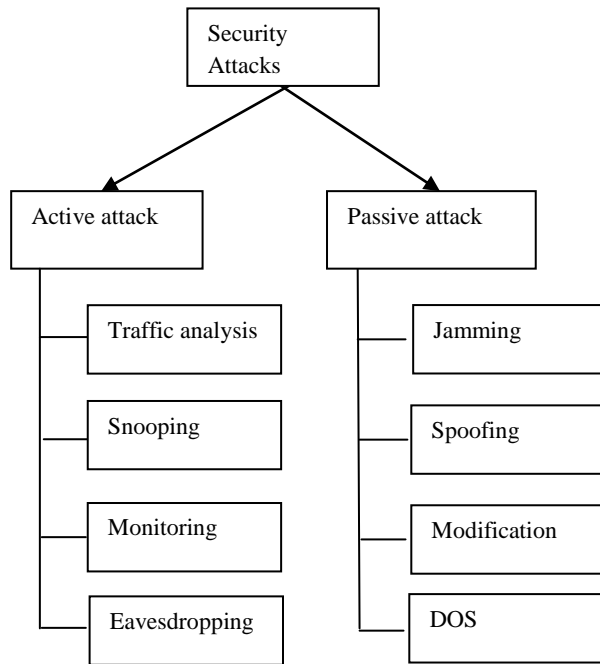 Security
Attacks
Active attack
Traffic analysis
Snooping
Monitoring
Eavesdropping
Passive attack
Jamming
Spoofing
Modification
DOS